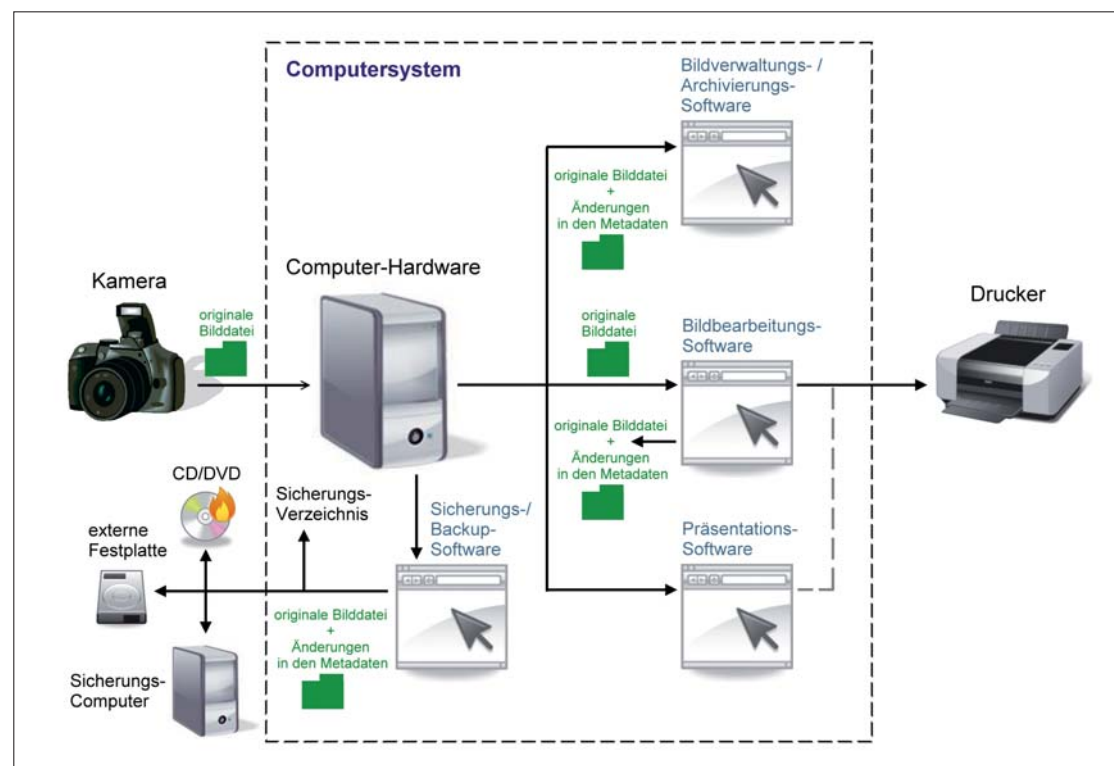 Computersystem
Bildverwaltungs- /
Archivierungs-
Software
originale Bilddatei
+
Änderungen
in den Metadaten
Kamera
originale
Bilddatei
Computer-Hardware
originale
Bilddatei
Bildbearbeitungs-
Software
Drucker
originale Bilddatei
+
Änderungen
in den Metadaten
CD/DVD
externe
Festplatte
Sicherungs-
Verzeichnis
Sicherungs-/
Backup-
Software
Präsentations-
Software
originale Bilddatei
+
Änderungen
in den Metadaten
Sicherungs-
Computer